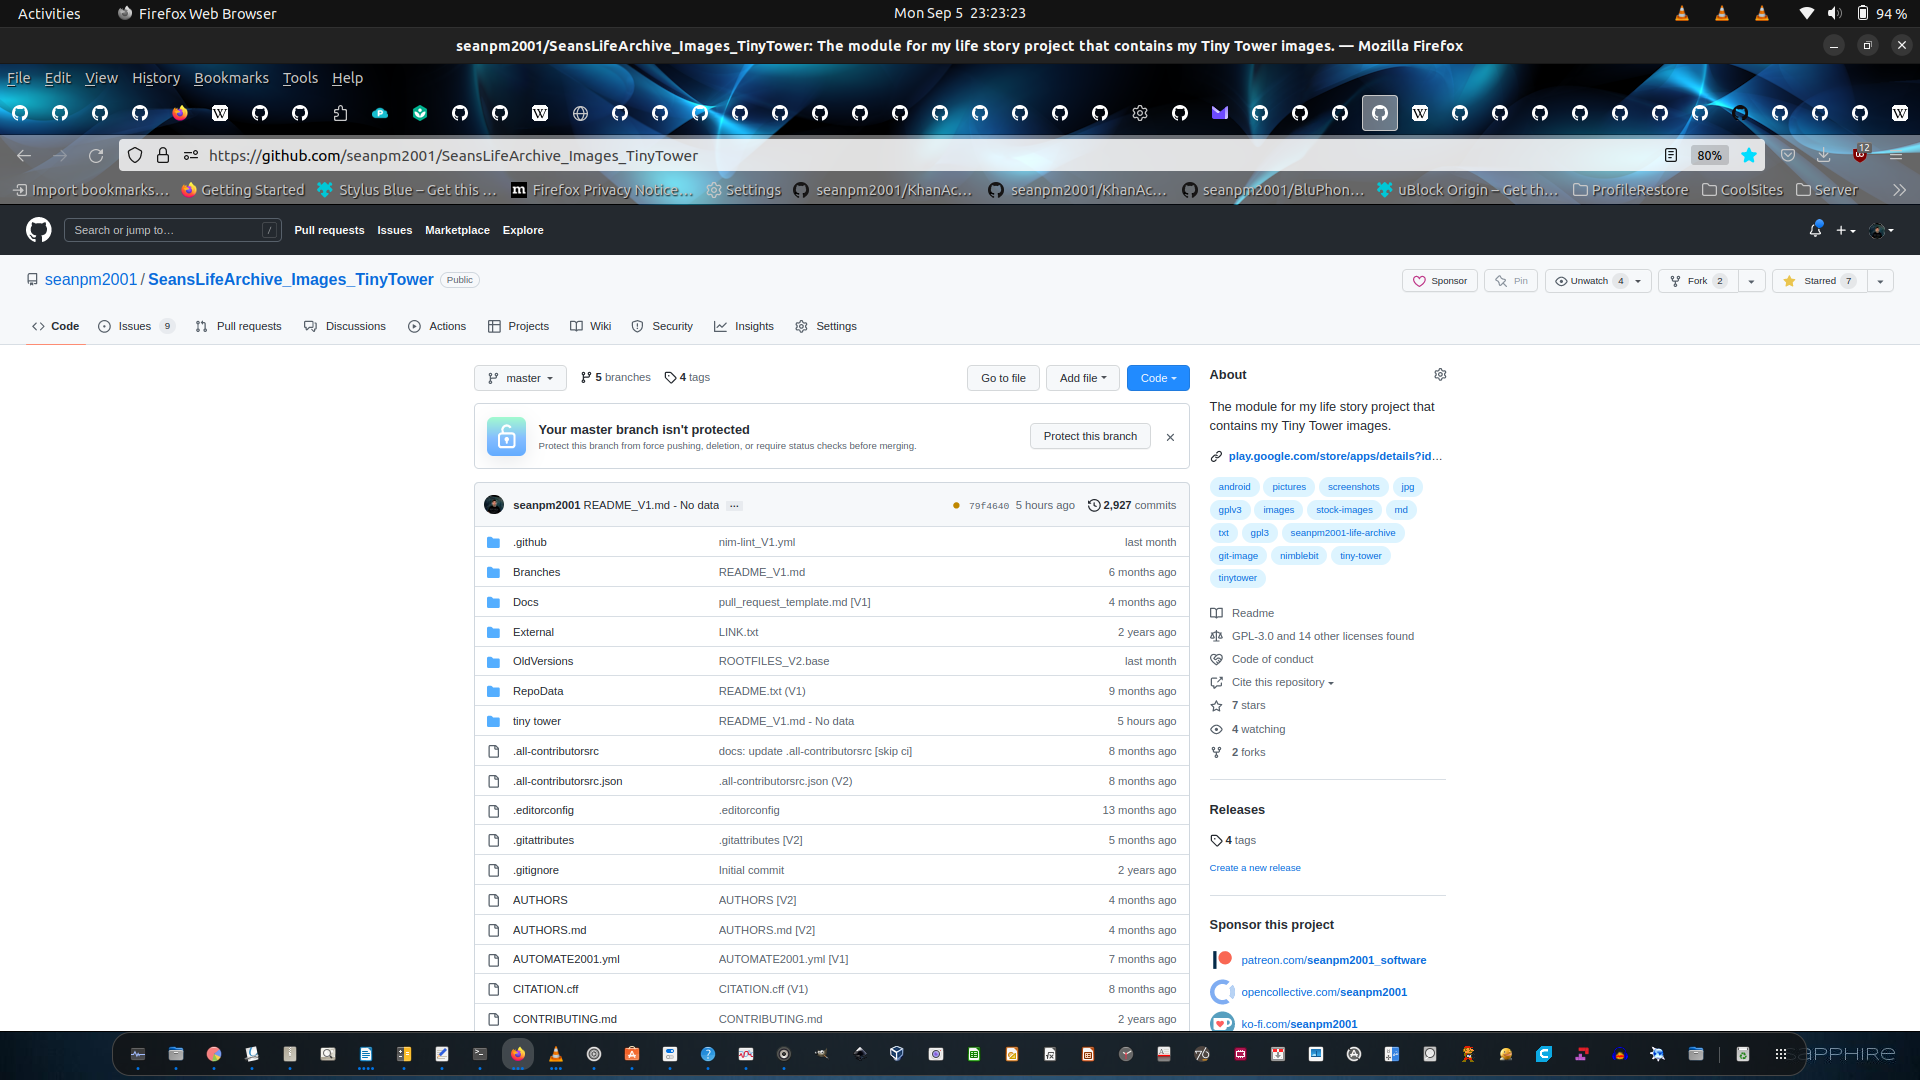 Activities Firefox Web Browser Mon Sep 5 23:23:23 94 %
seanpm2001/SeansLifeArchive_Images_TinyTower: The module for my life story project that contains my Tiny Tower images. — Mozilla Firefox
File Edit View History Bookmarks Tools Help
https://github.com/seanpm2001/SeansLifeArchive_Images_TinyTower 80% 12
Import bookmarks… Getting Started Stylus Blue – Get this … Firefox Privacy Notice… Settings seanpm2001/KhanAc… seanpm2001/KhanAc… seanpm2001/BluPhon… uBlock Origin – Get th… ProfileRestore CoolSites Server
Search or jump to… / Pull requests Issues Marketplace Explore
seanpm2001 / SeansLifeArchive_Images_TinyTower Public Sponsor Pin Unwatch 4 Fork 2 Starred 7
Code Issues 9 Pull requests Discussions Actions Projects Wiki Security Insights Settings
master 5 branches 4 tags Go to file Add file Code
Your master branch isn't protected
Protect this branch from force pushing, deletion, or require status checks before merging.
Protect this branch
seanpm2001 README_V1.md - No data … 79f4640 5 hours ago 2,927 commits
.github nim-lint_V1.yml last month
Branches README_V1.md 6 months ago
Docs pull_request_template.md [V1] 4 months ago
External LINK.txt 2 years ago
OldVersions ROOTFILES_V2.base last month
RepoData README.txt (V1) 9 months ago
tiny tower README_V1.md - No data 5 hours ago
.all-contributorsrc docs: update .all-contributorsrc [skip ci] 8 months ago
.all-contributorsrc.json .all-contributorsrc.json (V2) 8 months ago
.editorconfig .editorconfig 13 months ago
.gitattributes .gitattributes [V2] 5 months ago
.gitignore Initial commit 2 years ago
AUTHORS AUTHORS [V2] 4 months ago
AUTHORS.md AUTHORS.md [V2] 4 months ago
AUTOMATE2001.yml AUTOMATE2001.yml [V1] 7 months ago
CITATION.cff CITATION.cff (V1) 8 months ago
CONTRIBUTING.md CONTRIBUTING.md 2 years ago
About
The module for my life story project that
contains my Tiny Tower images.
play.google.com/store/apps/details?id…
android pictures screenshots jpg
gplv3 images stock-images md
txt gpl3 seanpm2001-life-archive
git-image nimblebit tiny-tower
tinytower
Readme
GPL-3.0 and 14 other licenses found
Code of conduct
Cite this repository
7 stars
4 watching
2 forks
Releases
4 tags
Create a new release
Sponsor this project
patreon.com/seanpm2001_software
opencollective.com/seanpm2001
ko-fi.com/seanpm2001
76
SAPPHIRE